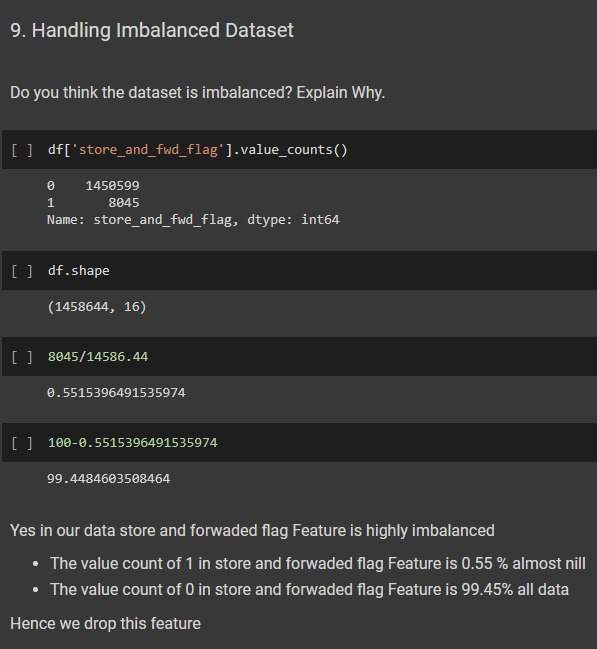 9. Handling Imbalanced Dataset
Do you think the dataset is imbalanced? Explain Why.
[ ] df['store_and_fwd_flag'].value_counts()
0    1450599
1       8045
Name: store_and_fwd_flag, dtype: int64
[ ] df.shape
(1458644, 16)
[ ] 8045/14586.44
0.5515396491535974
[ ] 100-0.5515396491535974
99.4484603508464
Yes in our data store and forwaded flag Feature is highly imbalanced
• The value count of 1 in store and forwaded flag Feature is 0.55 % almost nill
• The value count of 0 in store and forwaded flag Feature is 99.45% all data
Hence we drop this feature